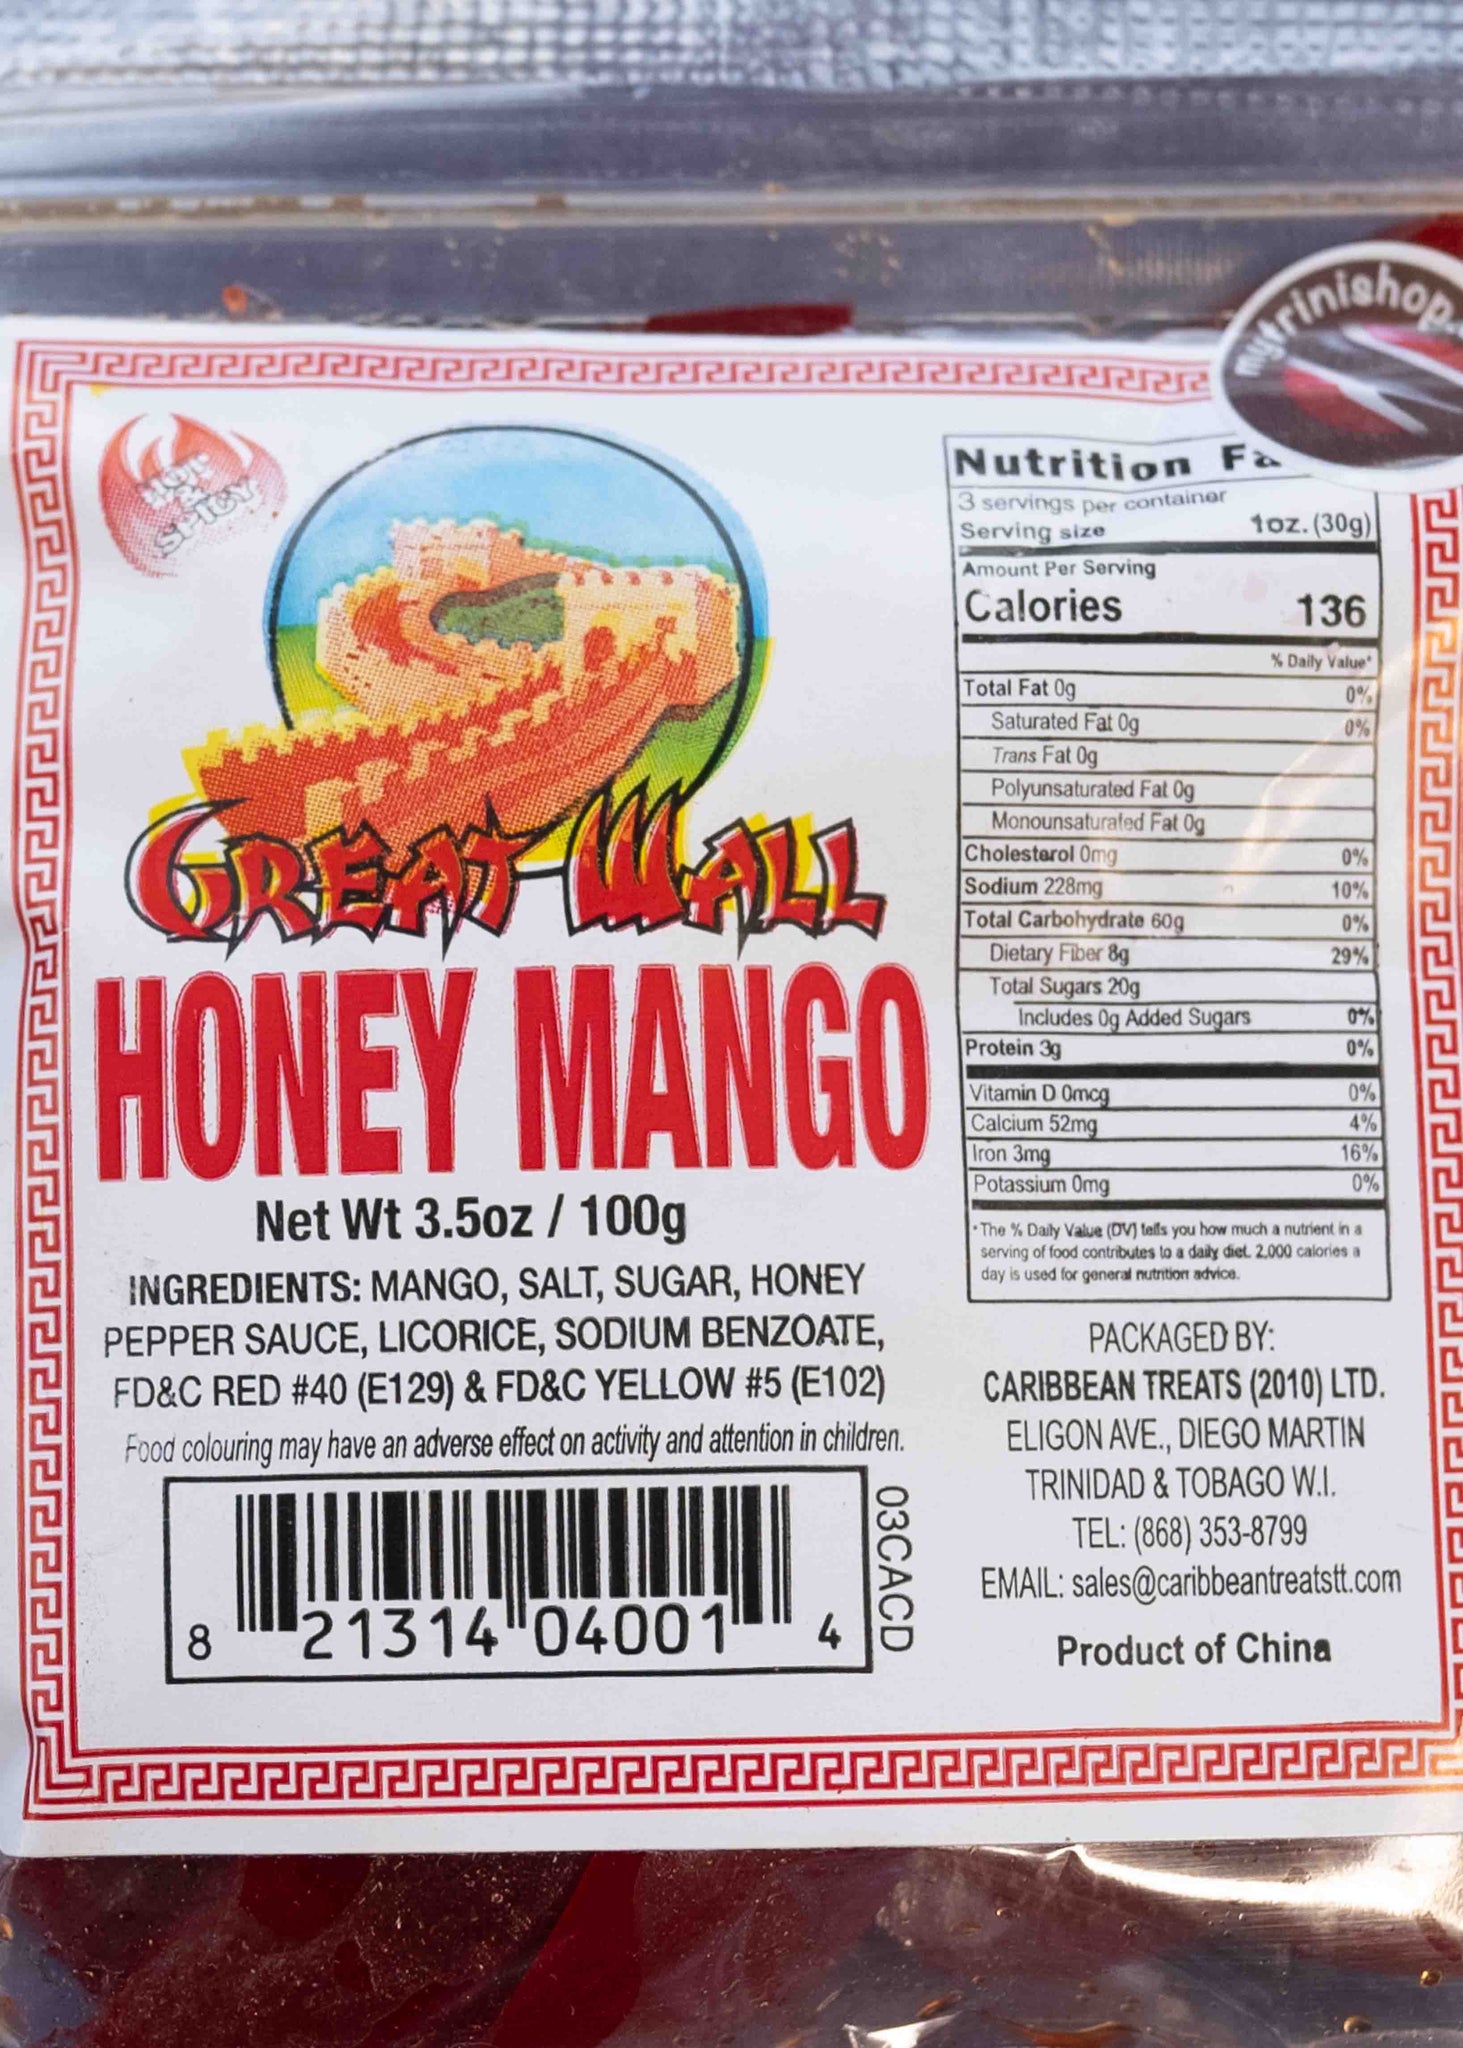 mytrinishop.
HOT
&
SPICY
GREAT WALL
HONEY MANGO
Net Wt 3.5oz / 100g
INGREDIENTS: MANGO, SALT, SUGAR, HONEY
PEPPER SAUCE, LICORICE, SODIUM BENZOATE,
FD&C RED #40 (E129) & FD&C YELLOW #5 (E102)
Food colouring may have an adverse effect on activity and attention in children.
8 21314 04001 4
03CACD
Nutrition Fa
3 servings per container
Serving size 1oz. (30g)
Amount Per Serving
Calories 136
% Daily Value*
Total Fat 0g 0%
Saturated Fat 0g 0%
Trans Fat 0g
Polyunsaturated Fat 0g
Monounsaturated Fat 0g
Cholesterol 0mg 0%
Sodium 228mg 10%
Total Carbohydrate 60g 0%
Dietary Fiber 8g 29%
Total Sugars 20g
Includes 0g Added Sugars 0%
Protein 3g 0%
Vitamin D 0mcg 0%
Calcium 52mg 4%
Iron 3mg 16%
Potassium 0mg 0%
*The % Daily Value (DV) tells you how much a nutrient in a
serving of food contributes to a daily diet. 2,000 calories a
day is used for general nutrition advice.
PACKAGED BY:
CARIBBEAN TREATS (2010) LTD.
ELIGON AVE., DIEGO MARTIN
TRINIDAD & TOBAGO W.I.
TEL: (868) 353-8799
EMAIL: sales@caribbeantreatstt.com
Product of China